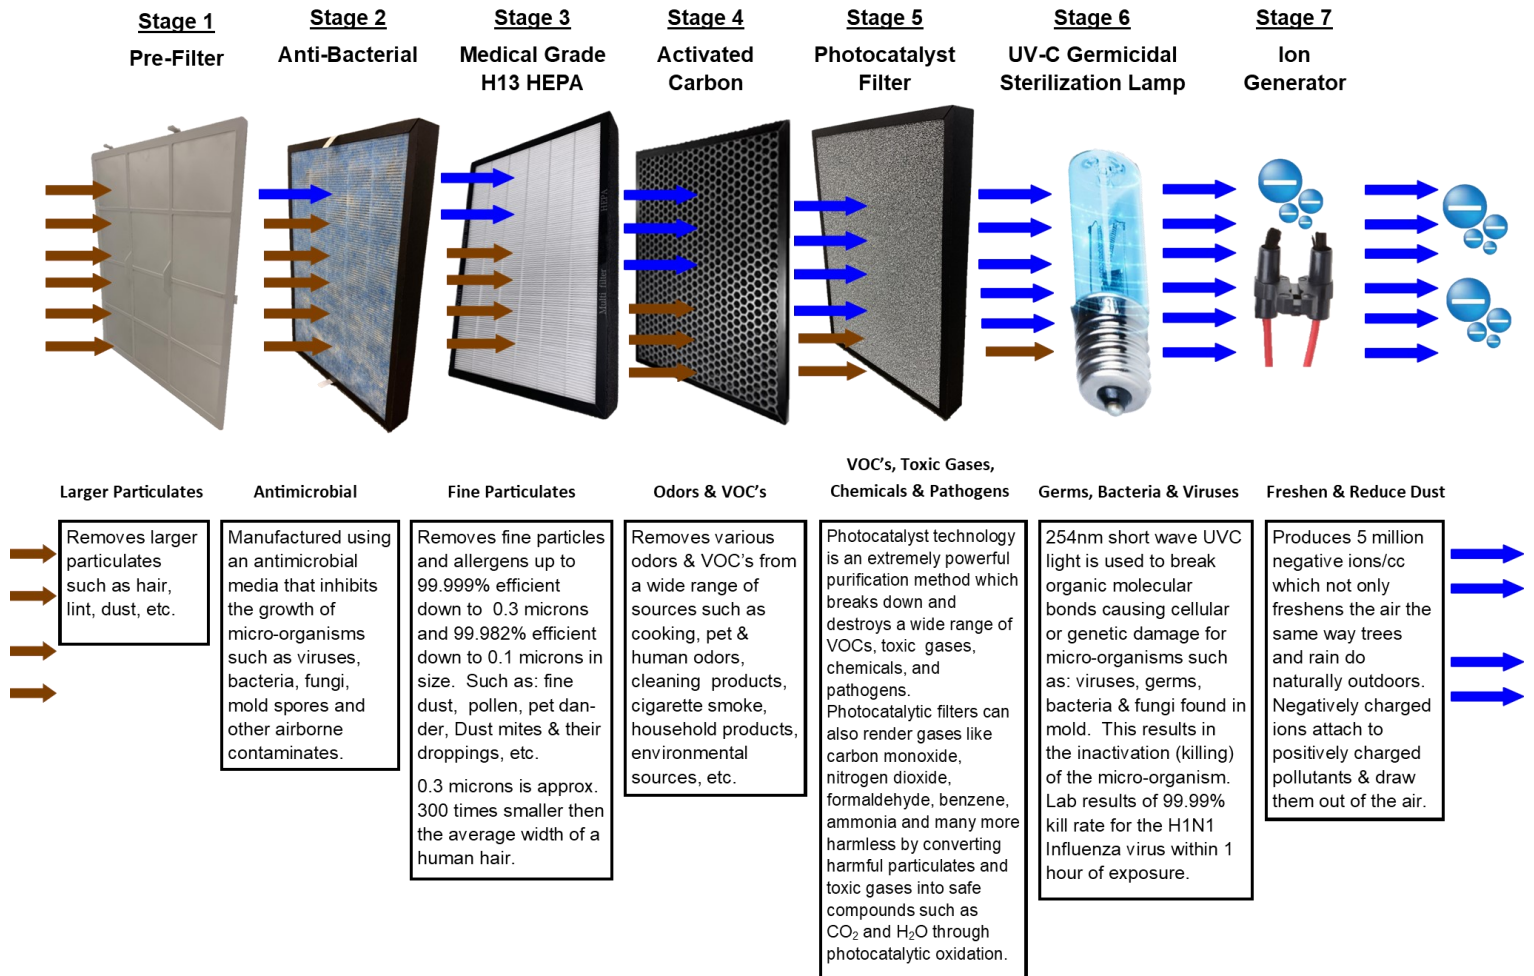 Stage 1
Pre-Filter
Stage 2
Anti-Bacterial
Stage 3
Medical Grade
H13 HEPA
Stage 4
Activated
Carbon
Stage 5
Photocatalyst
Filter
Stage 6
UV-C Germicidal
Sterilization Lamp
Stage 7
Ion
Generator
HEPA
Multi filter
Larger Particulates
Removes larger
particulates
such as hair,
lint, dust, etc.
Antimicrobial
Manufactured using
an antimicrobial
media that inhibits
the growth of
micro-organisms
such as viruses,
bacteria, fungi,
mold spores and
other airborne
contaminates.
Fine Particulates
Removes fine particles
and allergens up to
99.999% efficient
down to 0.3 microns
and 99.982% efficient
down to 0.1 microns in
size. Such as: fine
dust, pollen, pet dan-
der, Dust mites & their
droppings, etc.
0.3 microns is approx.
300 times smaller then
the average width of a
human hair.
Odors & VOC's
Removes various
odors & VOC's from
a wide range of
sources such as
cooking, pet &
human odors,
cleaning products,
cigarette smoke,
household products,
environmental
sources, etc.
VOC's, Toxic Gases,
Chemicals & Pathogens
Photocatalyst technology
is an extremely powerful
purification method which
breaks down and
destroys a wide range of
VOCs, toxic gases,
chemicals, and
pathogens.
Photocatalytic filters can
also render gases like
carbon monoxide,
nitrogen dioxide,
formaldehyde, benzene,
ammonia and many more
harmless by converting
harmful particulates and
toxic gases into safe
compounds such as
CO₂ and H₂O through
photocatalytic oxidation.
Germs, Bacteria & Viruses
254nm short wave UVC
light is used to break
organic molecular
bonds causing cellular
or genetic damage for
micro-organisms such
as: viruses, germs,
bacteria & fungi found in
mold. This results in
the inactivation (killing)
of the micro-organism.
Lab results of 99.99%
kill rate for the H1N1
Influenza virus within 1
hour of exposure.
Freshen & Reduce Dust
Produces 5 million
negative ions/cc
which not only
freshens the air the
same way trees
and rain do
naturally outdoors.
Negatively charged
ions attach to
positively charged
pollutants & draw
them out of the air.